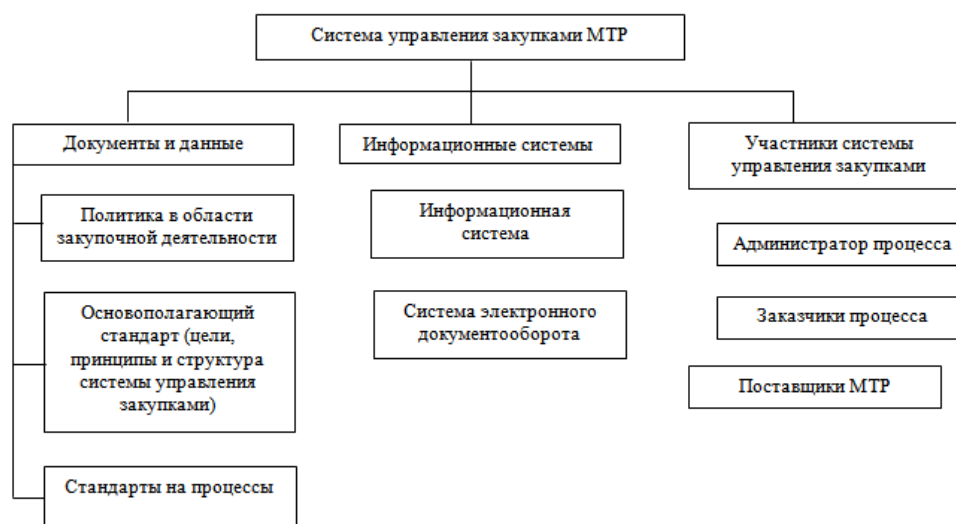 Система управления закупками МТР
Документы и данные
Политика в области
закупочной деятельности
Основополагающий
стандарт (цели,
принципы и структура
системы управления
закупками)
Стандарты на процессы
Информационные системы
Информационная
система
Система электронного
документооборота
Участники системы
управления закупками
Администратор процесса
Заказчики процесса
Поставщики МТР